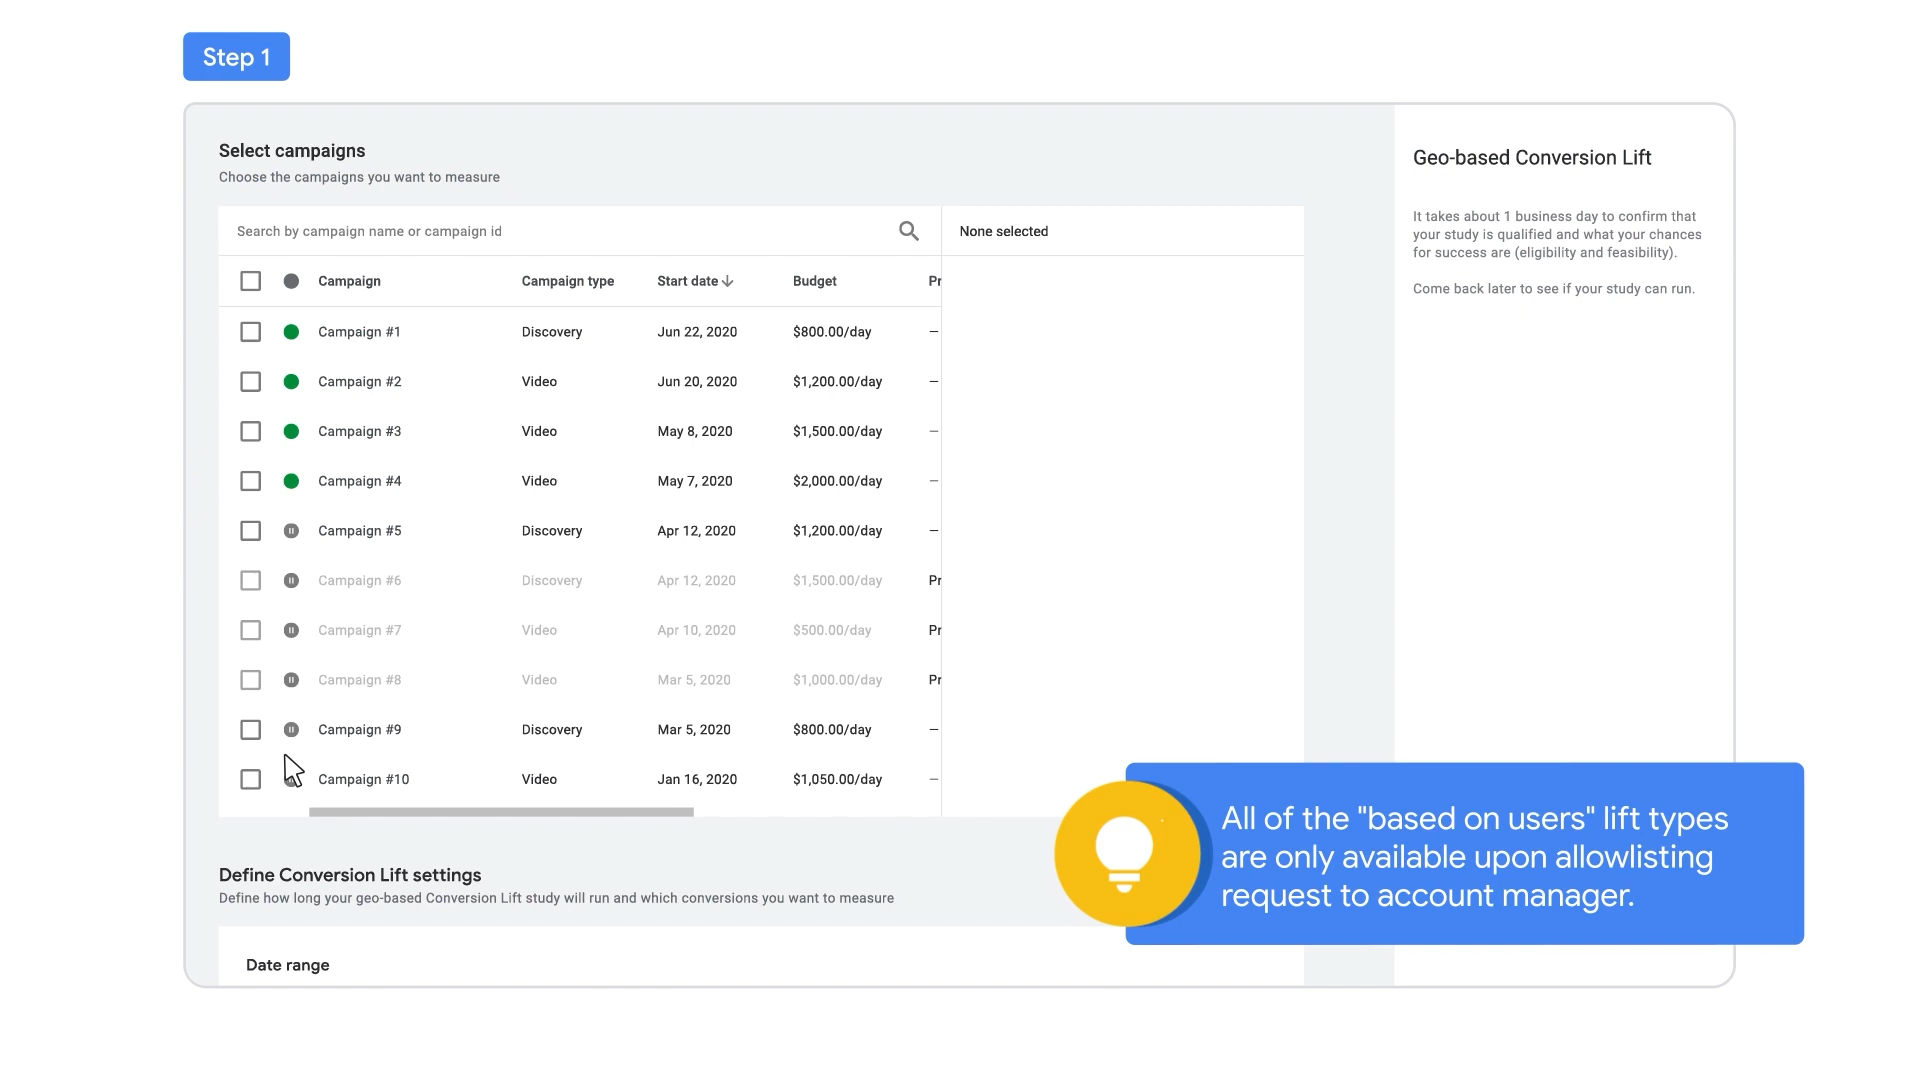 Step 1
Select campaigns
Choose the campaigns you want to measure
Search by campaign name or campaign id
None selected
Campaign Campaign type Start date Budget Pr
Campaign #1 Discovery Jun 22, 2020 $800.00/day –
Campaign #2 Video Jun 20, 2020 $1,200.00/day –
Campaign #3 Video May 8, 2020 $1,500.00/day –
Campaign #4 Video May 7, 2020 $2,000.00/day –
Campaign #5 Discovery Apr 12, 2020 $1,200.00/day –
Campaign #6 Discovery Apr 12, 2020 $1,500.00/day Pr
Campaign #7 Video Apr 10, 2020 $500.00/day Pr
Campaign #8 Video Mar 5, 2020 $1,000.00/day Pr
Campaign #9 Discovery Mar 5, 2020 $800.00/day –
Campaign #10 Video Jan 16, 2020 $1,050.00/day –
Define Conversion Lift settings
Define how long your geo-based Conversion Lift study will run and which conversions you want to measure
Date range
Geo-based Conversion Lift
It takes about 1 business day to confirm that
your study is qualified and what your chances
for success are (eligibility and feasibility).
Come back later to see if your study can run.
All of the "based on users" lift types
are only available upon allowlisting
request to account manager.